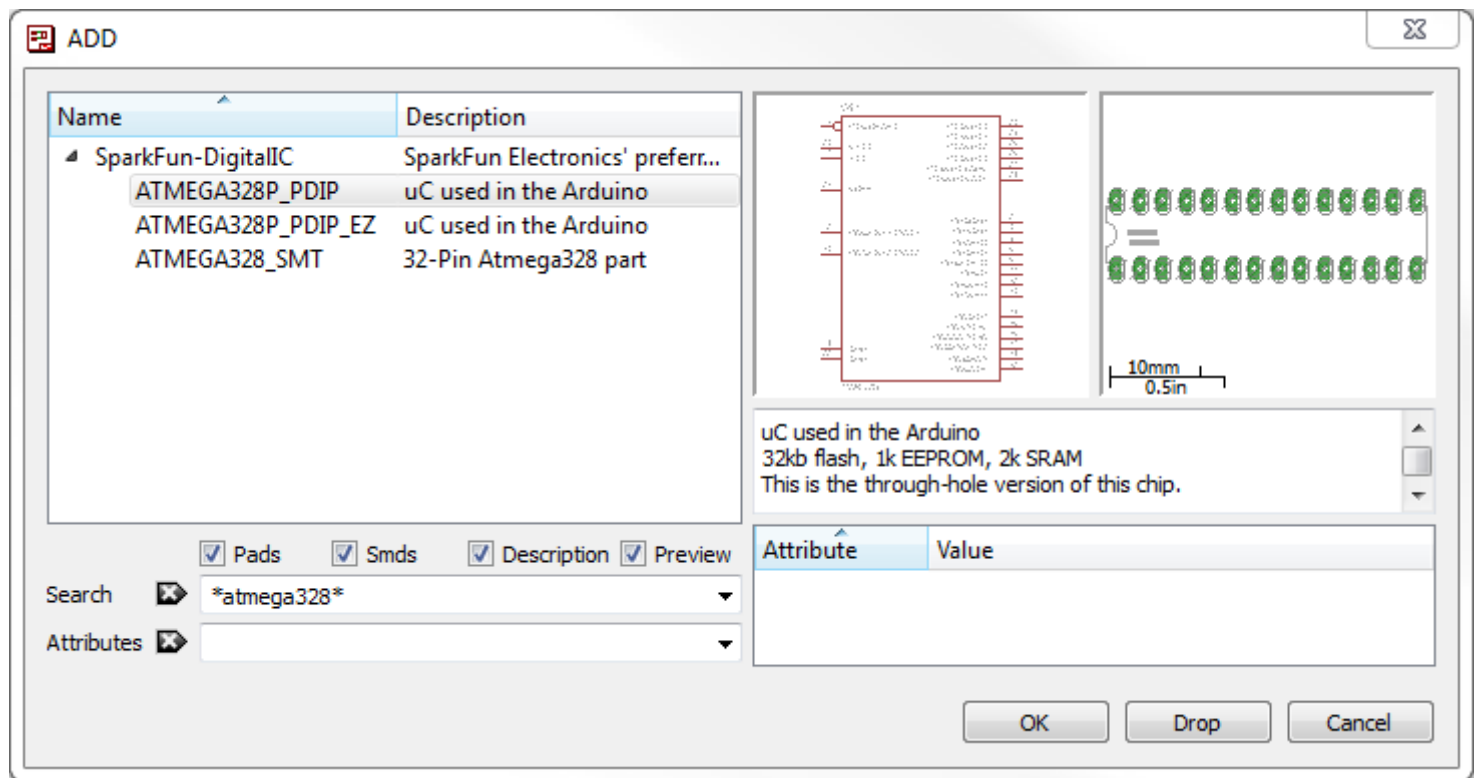 ADD
Name Description
SparkFun-DigitalIC SparkFun Electronics' preferr...
ATMEGA328P_PDIP uC used in the Arduino
ATMEGA328P_PDIP_EZ uC used in the Arduino
ATMEGA328_SMT 32-Pin Atmega328 part
10mm
0.5in
uC used in the Arduino
32kb flash, 1k EEPROM, 2k SRAM
This is the through-hole version of this chip.
Pads Smds Description Preview
Search *atmega328*
Attributes
Attribute Value
OK Drop Cancel